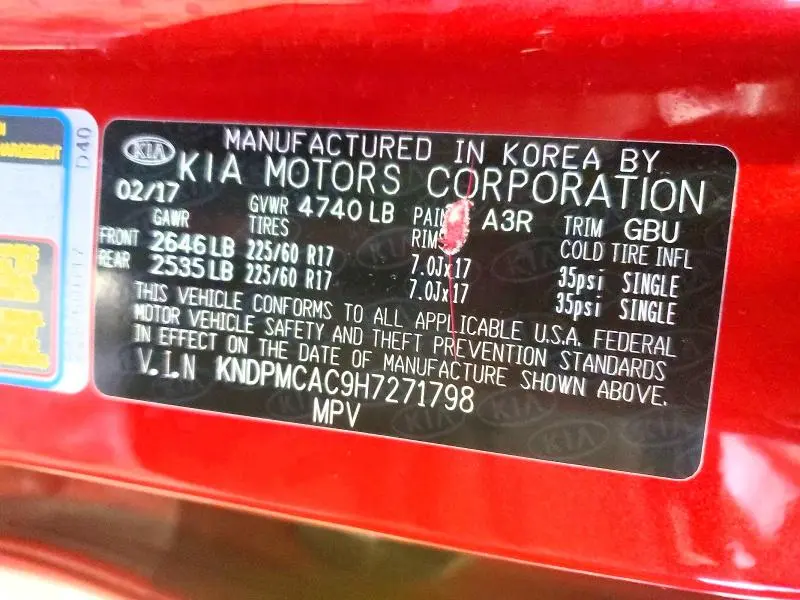 MANUFACTURED IN KOREA BY
KIA KIA MOTORS CORPORATION
02/17 GVWR 4740 LB PAIN A3R TRIM GBU
GAWR TIRES RIM COLD TIRE INFL
FRONT 2646 LB 225/60 R17 7.0Jx17 35psi SINGLE
REAR 2535 LB 225/60 R17 7.0Jx17 35psi SINGLE
THIS VEHICLE CONFORMS TO ALL APPLICABLE U.S.A. FEDERAL
MOTOR VEHICLE SAFETY AND THEFT PREVENTION STANDARDS
IN EFFECT ON THE DATE OF MANUFACTURE SHOWN ABOVE.
V.I.N KNDPMCAC9H7271798
MPV
D40